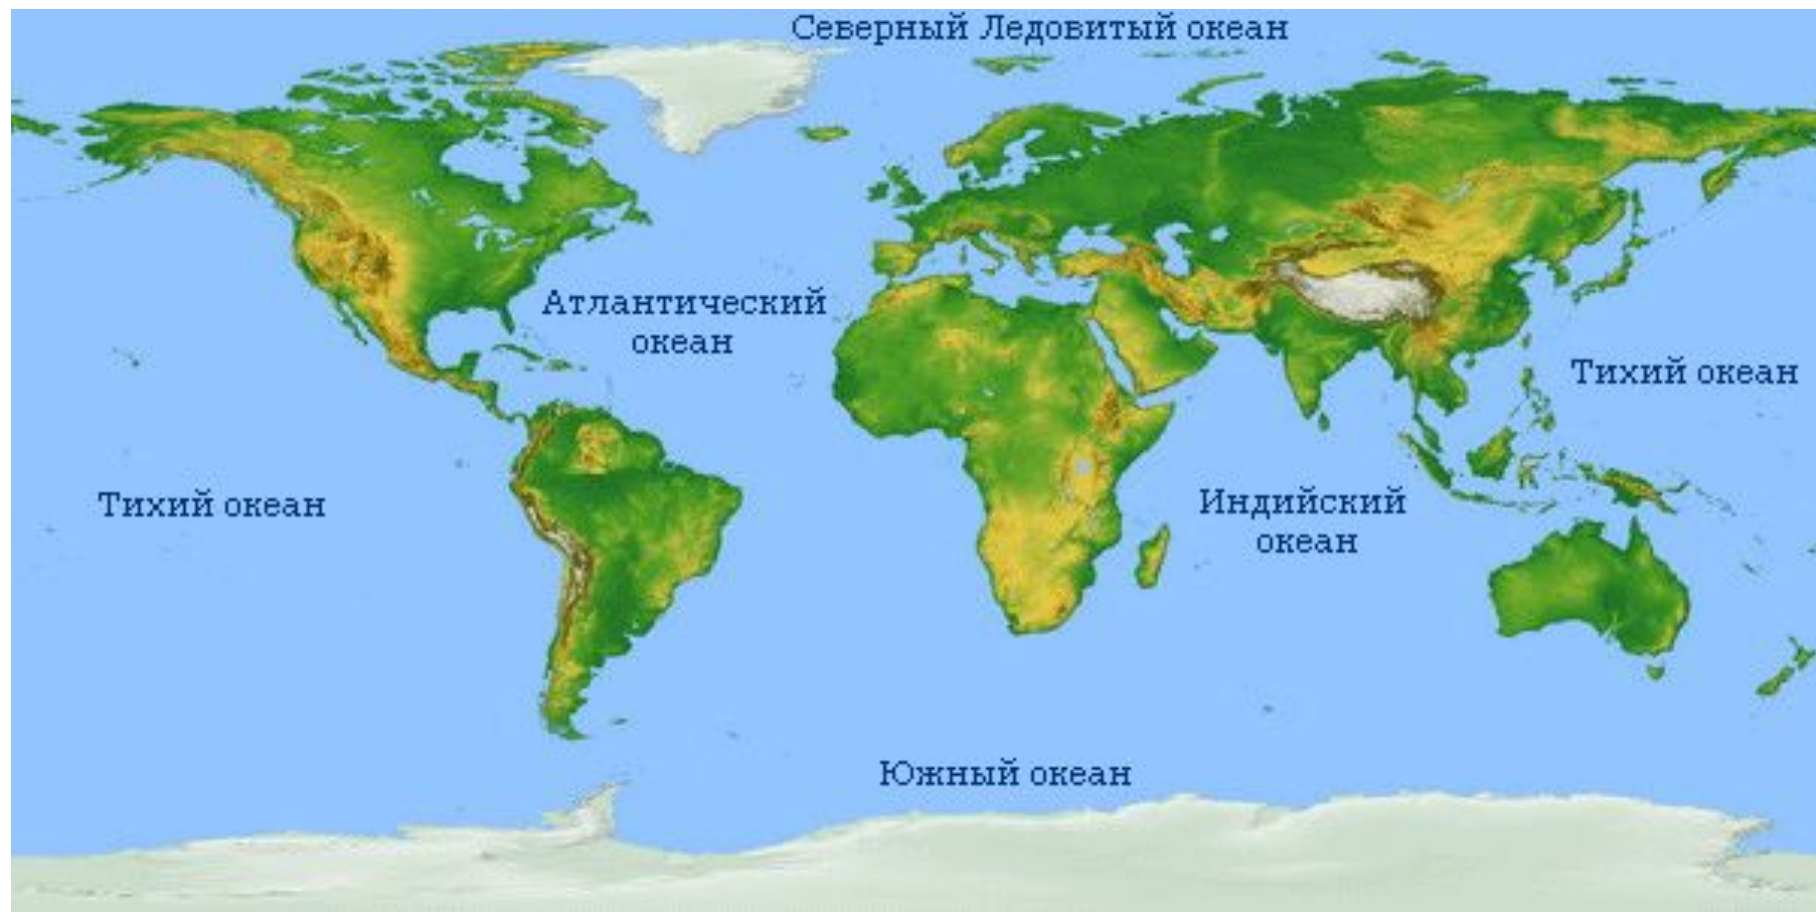 Северный Ледовитый океан
Атлантический
океан
Тихий океан
Тихий океан
Индийский
океан
Южный океан